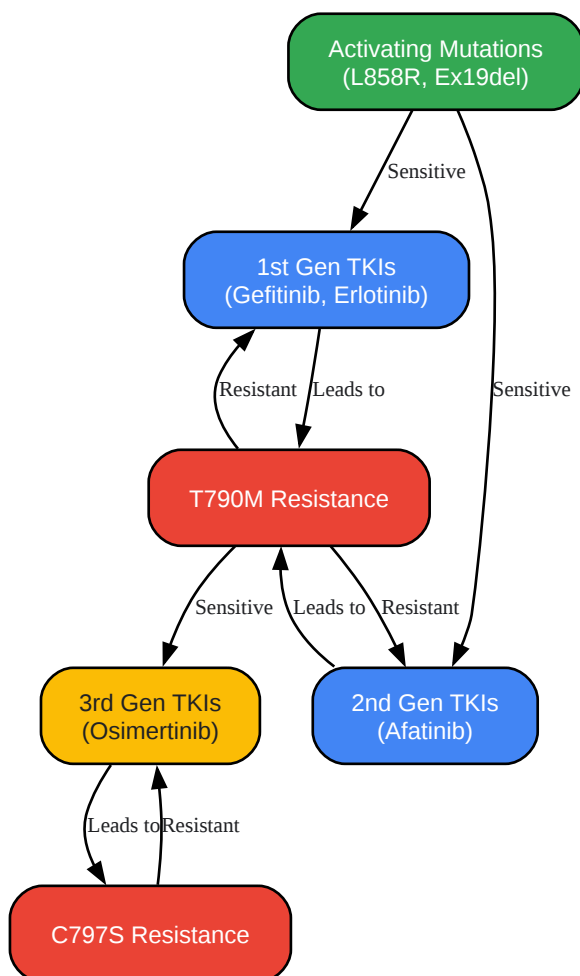 Activating Mutations
(L858R, Ex19del)
Sensitive
1st Gen TKIs
(Gefitinib, Erlotinib)
Resistant
Leads to
Sensitive
T790M Resistance
Sensitive
Leads to
Resistant
3rd Gen TKIs
(Osimertinib)
2nd Gen TKIs
(Afatinib)
Leads to
Resistant
C797S Resistance